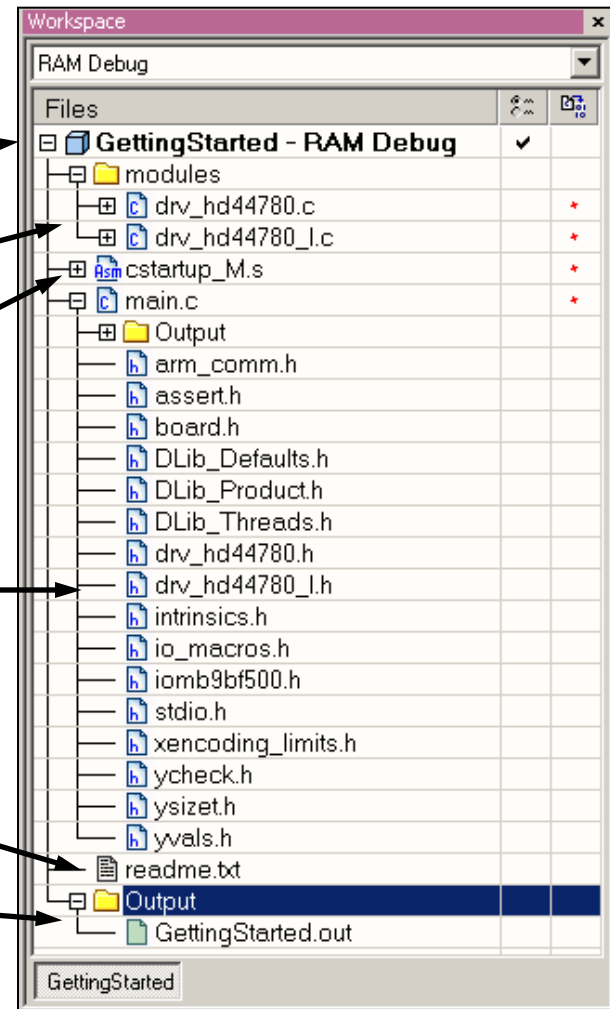 Workspace
RAM Debug
Files
GettingStarted - RAM Debug
modules
drv_hd44780.c
drv_hd44780_l.c
Asm cstartup_M.s
main.c
Output
arm_comm.h
assert.h
board.h
DLib_Defaults.h
DLib_Product.h
DLib_Threads.h
drv_hd44780.h
drv_hd44780_l.h
intrinsics.h
io_macros.h
iomb9bf500.h
stdio.h
xencoding_limits.h
ycheck.h
ysizet.h
yvals.h
readme.txt
Output
GettingStarted.out
GettingStarted